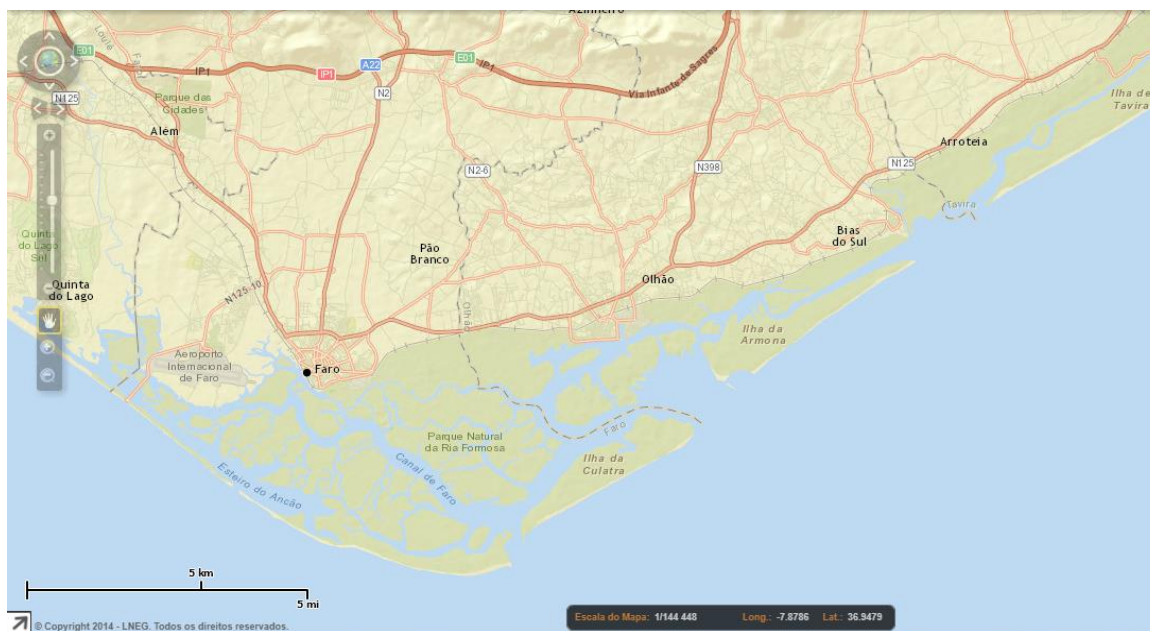 Azinheiro
Loulé
Faro
E01
IP1
IP1
A22
E01
IP1
Via Infante de Sagres
Ilha de
Tavira
N125
Parque das
Cidades
N2
Além
Arroteia
N2-6
N398
N125
Tavira
Quinta
do Lago
Sul
Pão
Branco
Bias
do Sul
Olhão
Quinta
do Lago
N125-10
Olhão
Ilha da
Armona
Aeroporto
Internacional
de Faro
Faro
Faro
Parque Natural
da Ria Formosa
Ilha da
Culatra
Canal de Faro
Esteiro do Ancão
5 km
5 mi
Escala do Mapa: 1/144 448 Long.: -7.8786 Lat.: 36.9479
© Copyright 2014 - LNEG. Todos os direitos reservados.